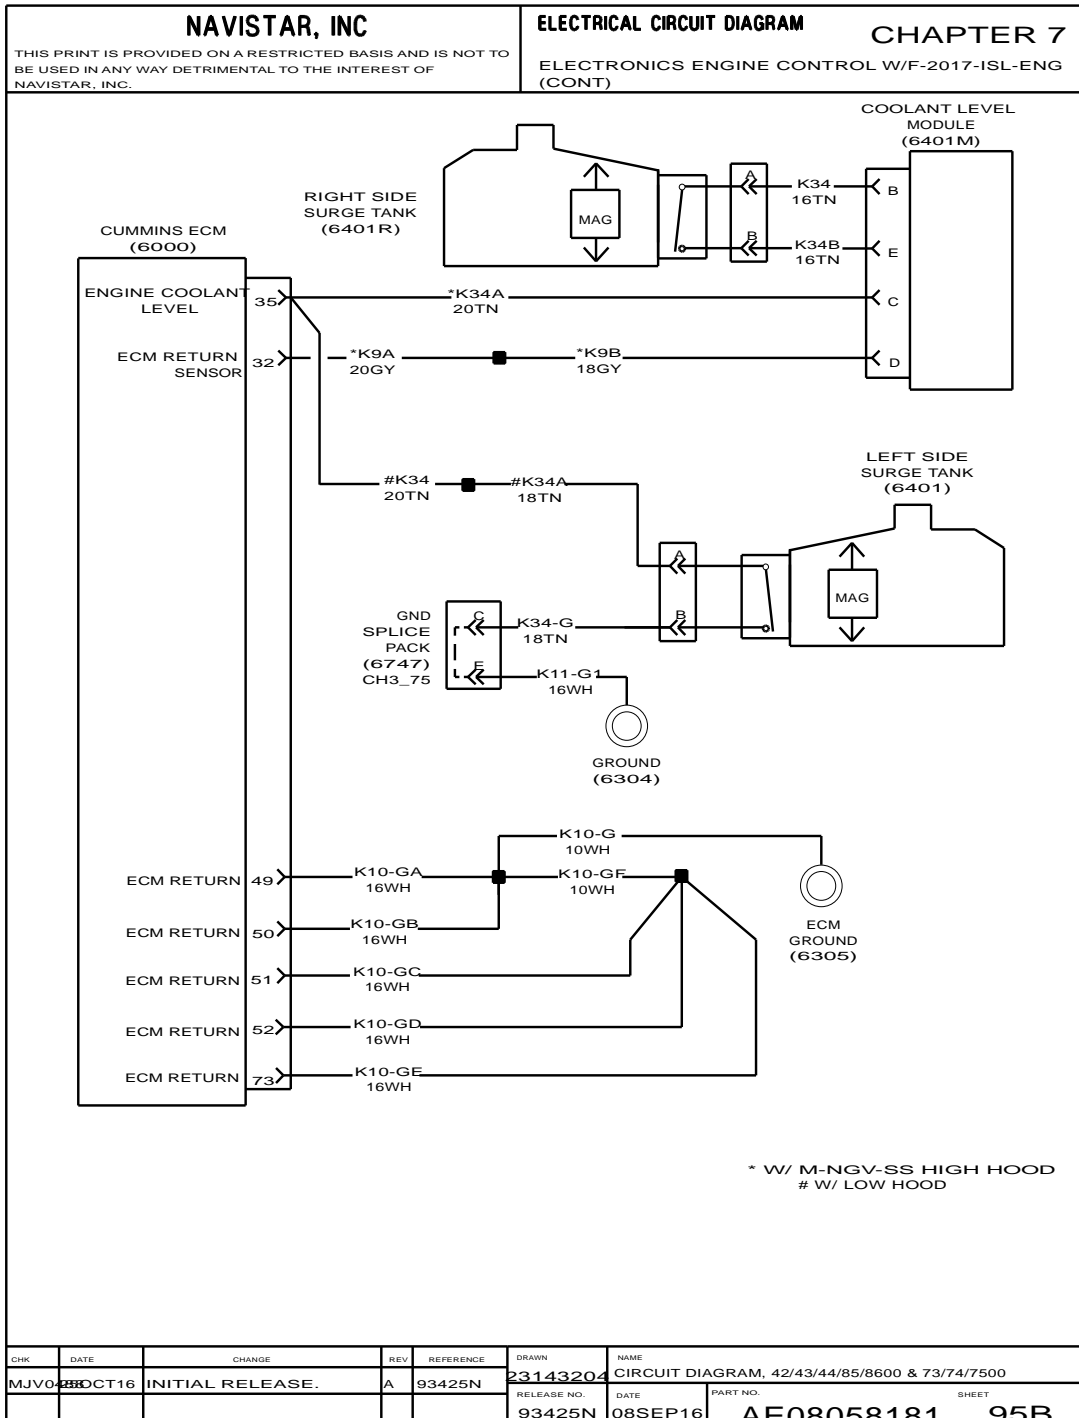 NAVISTAR, INC
THIS PRINT IS PROVIDED ON A RESTRICTED BASIS AND IS NOT TO
BE USED IN ANY WAY DETRIMENTAL TO THE INTEREST OF
NAVISTAR, INC.
ELECTRICAL CIRCUIT DIAGRAM
CHAPTER 7
ELECTRONICS ENGINE CONTROL W/F-2017-ISL-ENG
(CONT)
COOLANT LEVEL
MODULE
(6401M)
RIGHT SIDE
SURGE TANK
(6401R)
MAG
A
K34
16TN
B
B
K34B
16TN
E
CUMMINS ECM
(6000)
ENGINE COOLANT
LEVEL
35
*K34A
20TN
C
ECM RETURN
SENSOR
32
*K9A
20GY
*K9B
18GY
D
#K34
20TN
#K34A
18TN
LEFT SIDE
SURGE TANK
(6401)
A
MAG
B
GND
SPLICE
PACK
(6747)
CH3_75
C
K34-G
18TN
E
K11-G1
16WH
GROUND
(6304)
K10-G
10WH
ECM RETURN
49
K10-GA
16WH
K10-GF
10WH
ECM RETURN
50
K10-GB
16WH
ECM
GROUND
(6305)
ECM RETURN
51
K10-GC
16WH
ECM RETURN
52
K10-GD
16WH
ECM RETURN
73
K10-GE
16WH
* W/ M-NGV-SS HIGH HOOD
# W/ LOW HOOD
CHK
DATE
CHANGE
REV
REFERENCE
DRAWN
NAME
INITIAL RELEASE.
A
93425N
23143204
CIRCUIT DIAGRAM, 42/43/44/85/8600 & 73/74/7500
RELEASE NO.
DATE
PART NO.
SHEET
93425N
08SEP16
AF08058181
95B